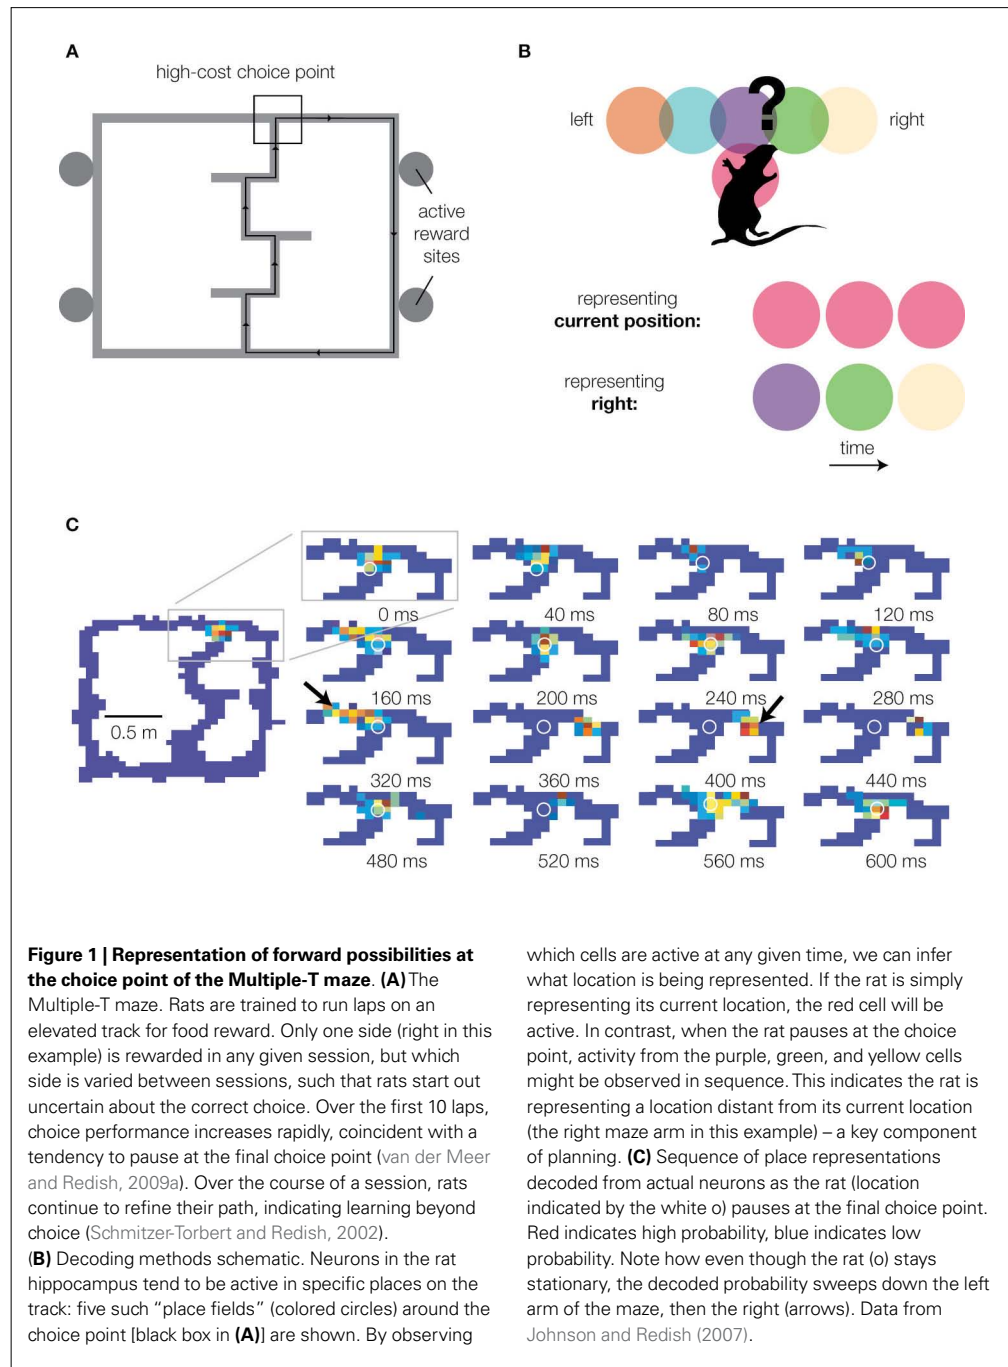 A
high-cost choice point
active
reward
sites
B
?
left
right
representing
current position:
representing
right:
time
C
0.5 m
0 ms
40 ms
80 ms
120 ms
160 ms
200 ms
240 ms
280 ms
320 ms
360 ms
400 ms
440 ms
480 ms
520 ms
560 ms
600 ms
Figure 1 | Representation of forward possibilities at
the choice point of the Multiple-T maze. (A) The
Multiple-T maze. Rats are trained to run laps on an
elevated track for food reward. Only one side (right in this
example) is rewarded in any given session, but which
side is varied between sessions, such that rats start out
uncertain about the correct choice. Over the first 10 laps,
choice performance increases rapidly, coincident with a
tendency to pause at the final choice point (van der Meer
and Redish, 2009a). Over the course of a session, rats
continue to refine their path, indicating learning beyond
choice (Schmitzer-Torbert and Redish, 2002).
(B) Decoding methods schematic. Neurons in the rat
hippocampus tend to be active in specific places on the
track: five such “place fields” (colored circles) around the
choice point [black box in (A)] are shown. By observing
which cells are active at any given time, we can infer
what location is being represented. If the rat is simply
representing its current location, the red cell will be
active. In contrast, when the rat pauses at the choice
point, activity from the purple, green, and yellow cells
might be observed in sequence. This indicates the rat is
representing a location distant from its current location
(the right maze arm in this example) – a key component
of planning. (C) Sequence of place representations
decoded from actual neurons as the rat (location
indicated by the white o) pauses at the final choice point.
Red indicates high probability, blue indicates low
probability. Note how even though the rat (o) stays
stationary, the decoded probability sweeps down the left
arm of the maze, then the right (arrows). Data from
Johnson and Redish (2007).